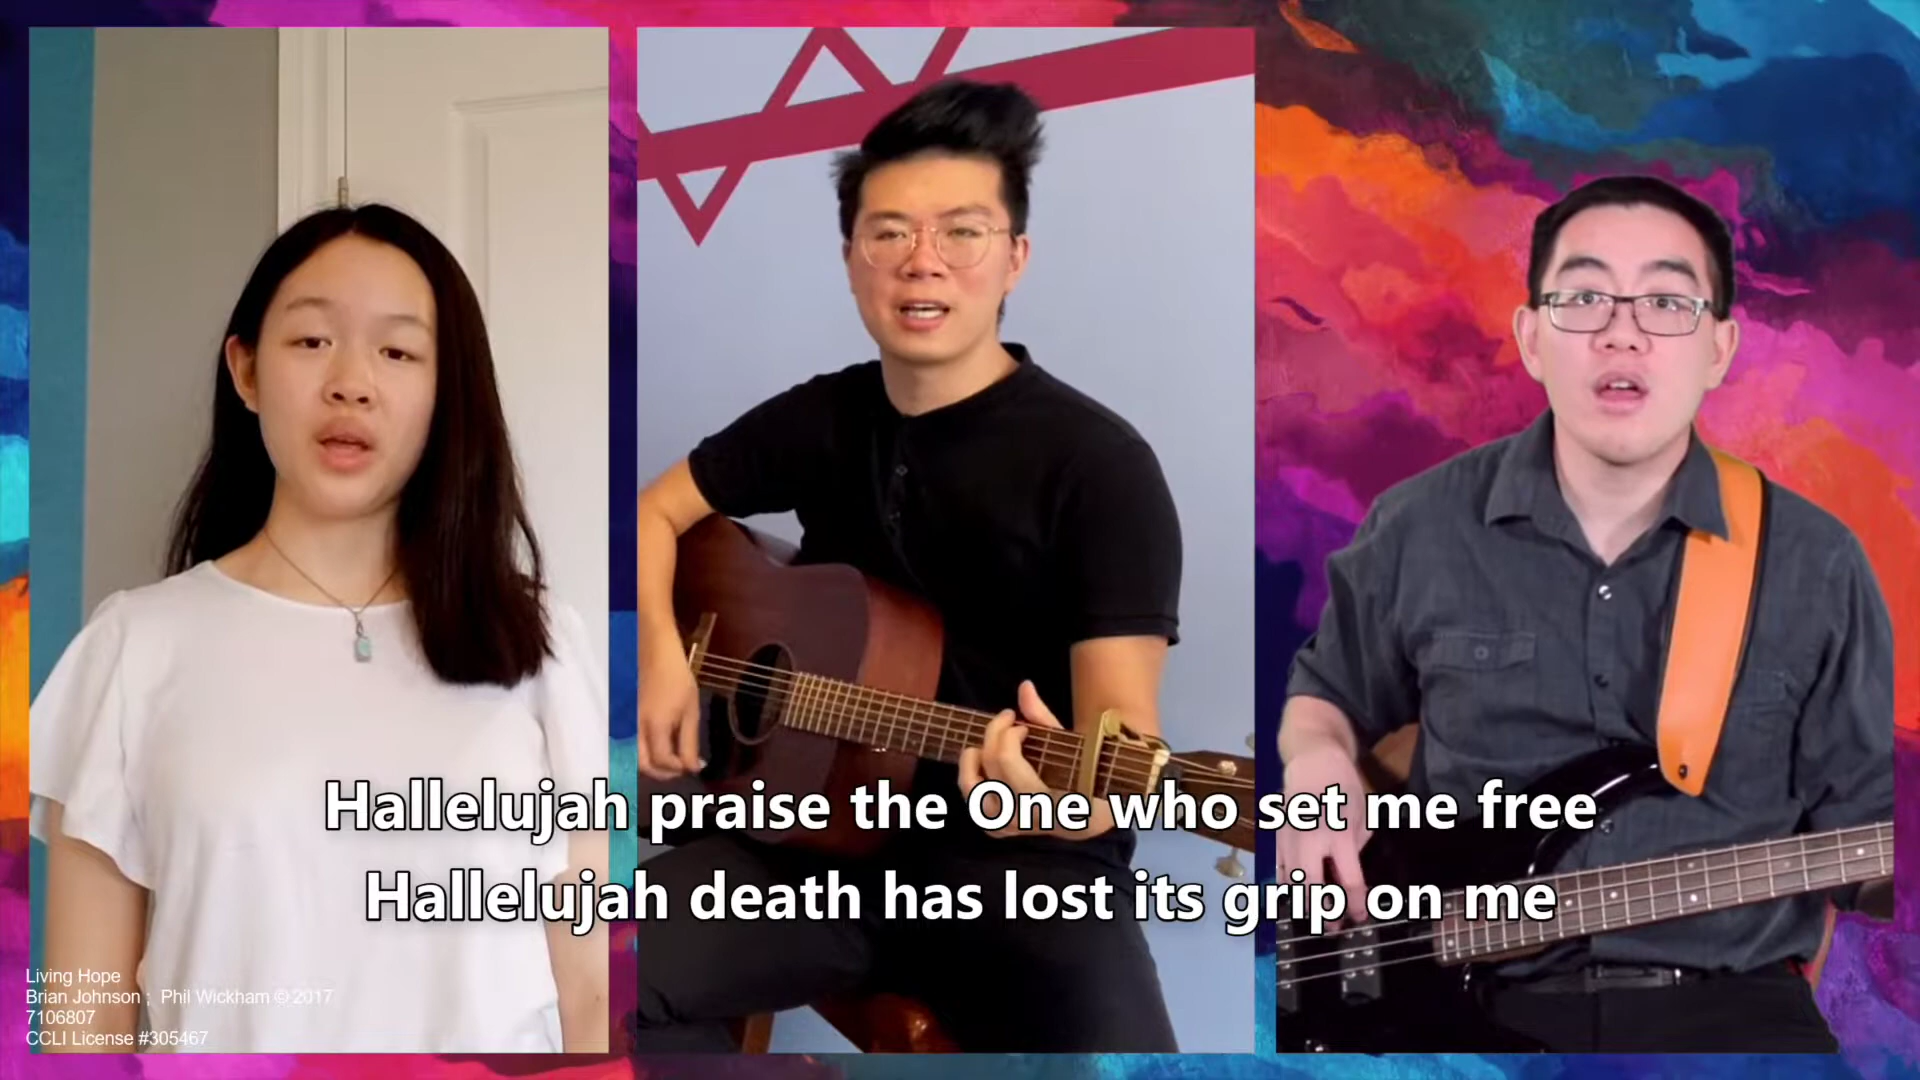 Hallelujah praise the One who set me free
Hallelujah death has lost its grip on me
Living Hope
Brian Johnson ; Phil Wickham © 2017
7106807
CCLI License #305467